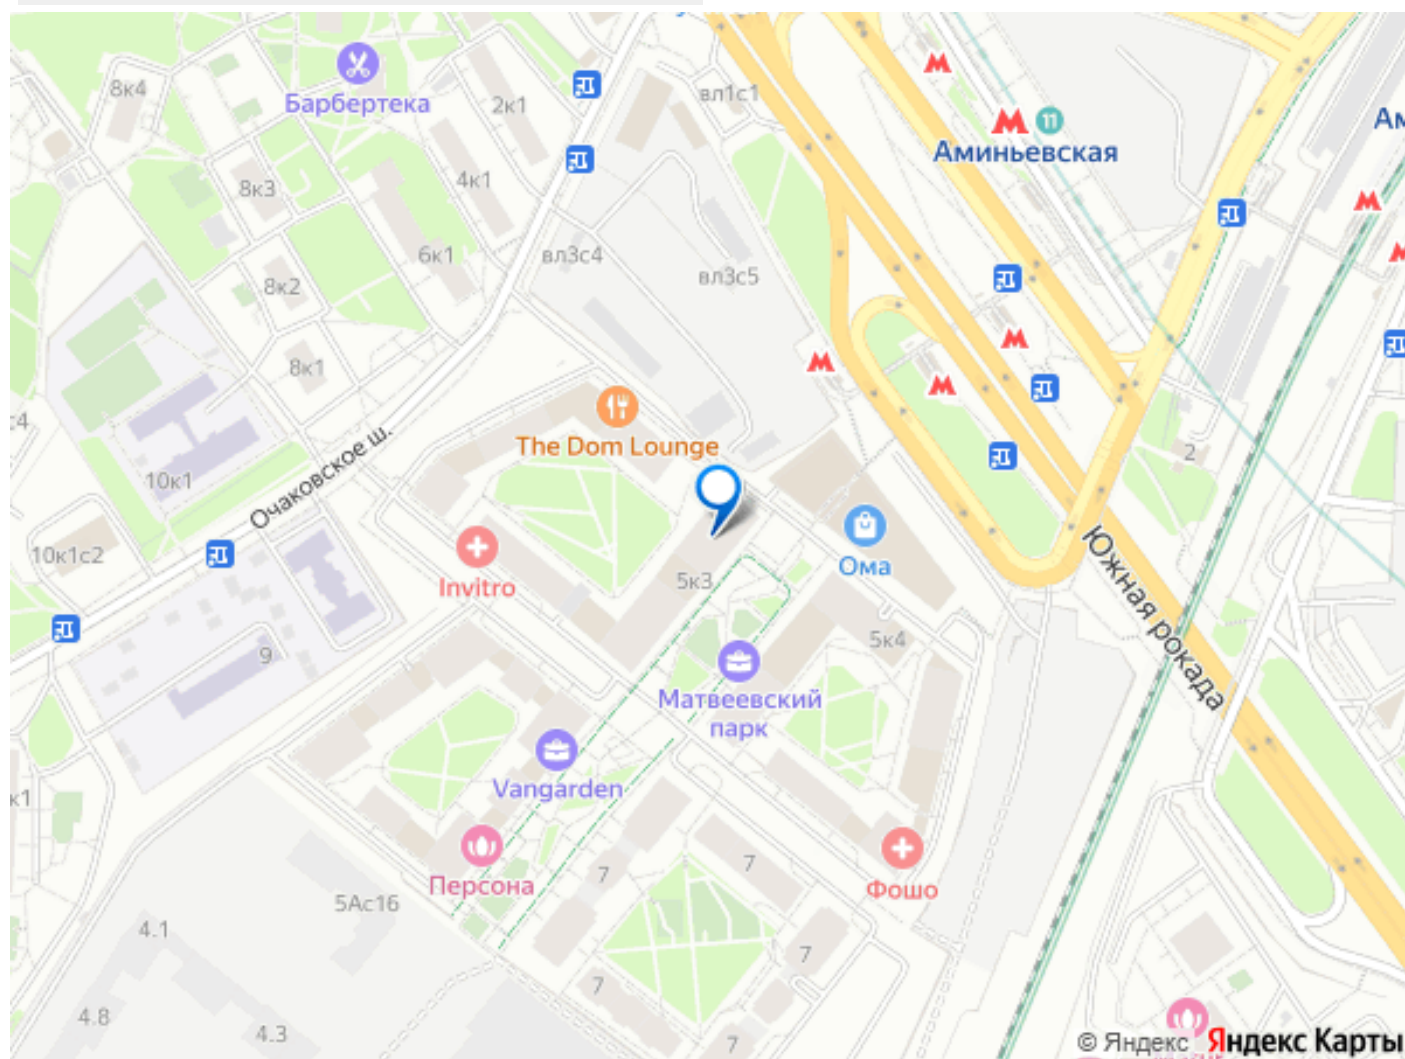 8к4
Барбертека
2к1
вл1с1
М
М
11
Аминьевская
4к1
8к3
6к1
вл3с4
вл3с5
М
М
8к2
8к1
М
М
М
The Dom Lounge
Очаковское ш.
10к1
2
10к1с2
Invitro
5к3
Ома
Южная рокада
9
5к4
Матвеевский
парк
Vangarden
к1
Персона
7
7
Фошо
5Ас16
4.1
7
7
4.8
4.3
7
© Яндекс Яндекс Карты